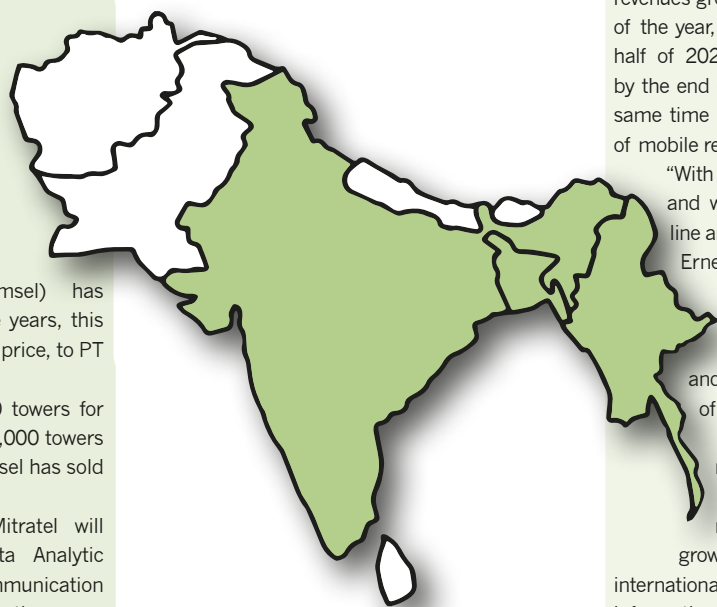 msel) has
years, this
price, to PT
towers for
,000 towers
sel has sold
Mitratel will
ta Analytic
mmunication
revenues gr
of the year,
half of 202
by the end
same time
of mobile re
“With
and w
line a
Erne
and
of
grow
international